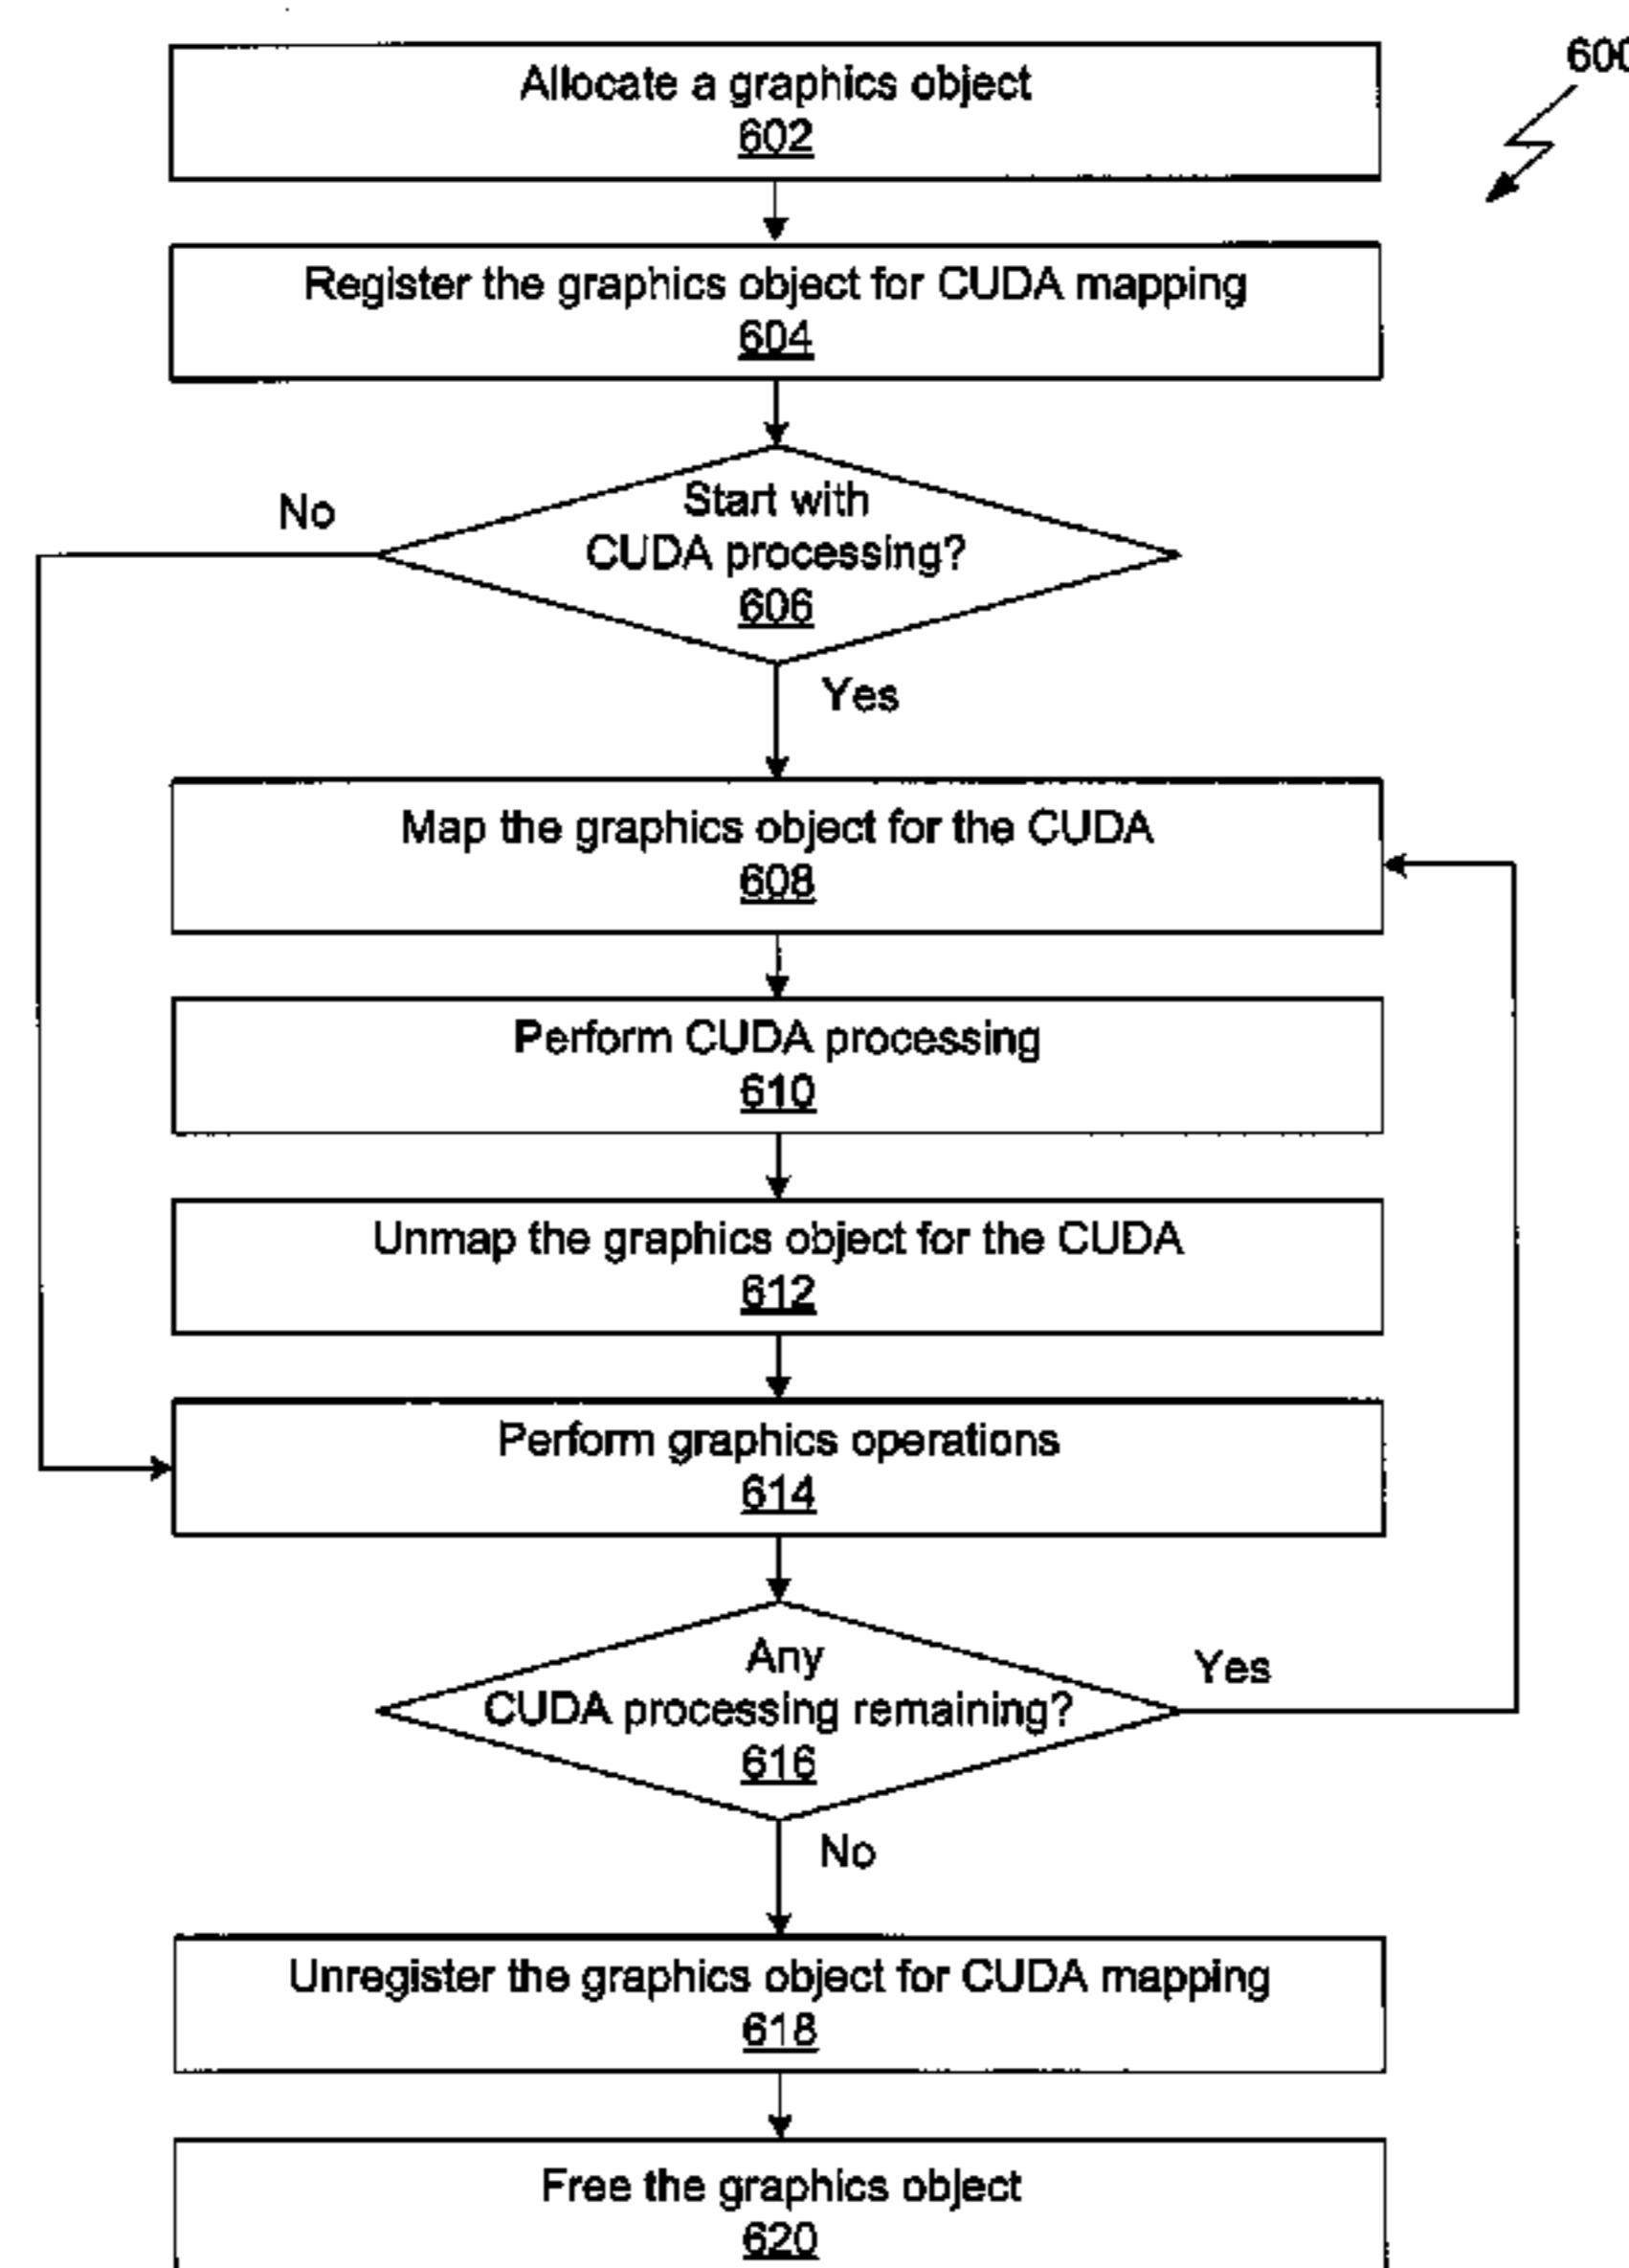 600
Allocate a graphics object
602
Register the graphics object for CUDA mapping
604
Start with
CUDA processing?
606
No
Yes
Map the graphics object for the CUDA
608
Perform CUDA processing
610
Unmap the graphics object for the CUDA
612
Perform graphics operations
614
Any
CUDA processing remaining?
616
Yes
No
Unregister the graphics object for CUDA mapping
618
Free the graphics object
620